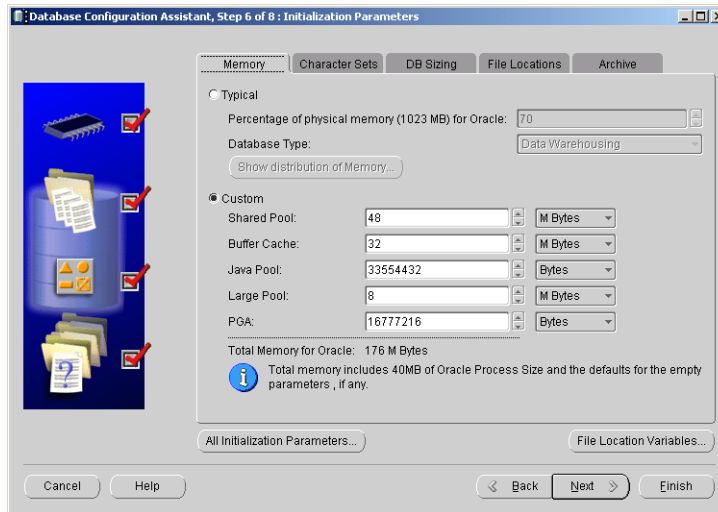 Database Configuration Assistant, Step 6 of 8 : Initialization Parameters
Memory Character Sets DB Sizing File Locations Archive
Typical
Percentage of physical memory (1023 MB) for Oracle: 70
Database Type: Data Warehousing
Show distribution of Memory...
Custom
Shared Pool: 48 M Bytes
Buffer Cache: 32 M Bytes
Java Pool: 33554432 Bytes
Large Pool: 8 M Bytes
PGA: 16777216 Bytes
Total Memory for Oracle: 176 M Bytes
Total memory includes 40MB of Oracle Process Size and the defaults for the empty
parameters , if any.
All Initialization Parameters... File Location Variables...
Cancel Help Back Next Finish